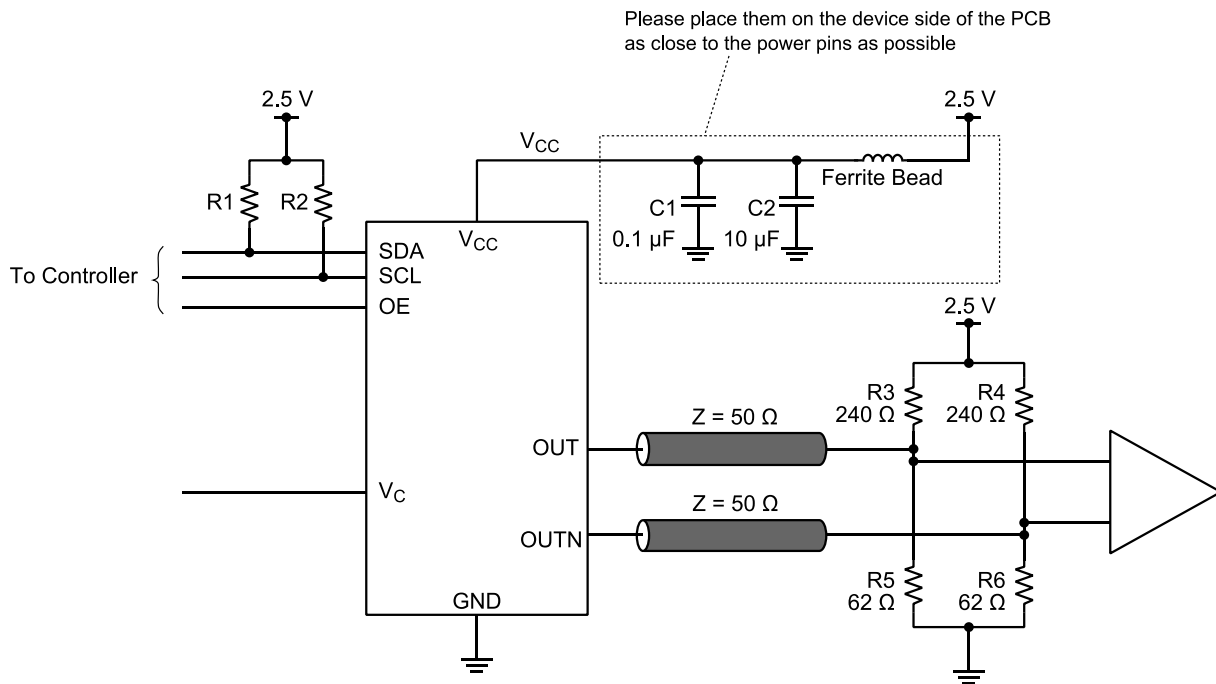 Please place them on the device side of the PCB
as close to the power pins as possible
2.5 V
2.5 V
VCC
Ferrite Bead
R1
R2
C1
C2
0.1 µF
10 µF
VCC
SDA
To Controller
SCL
OE
2.5 V
R3
240 Ω
R4
240 Ω
Z = 50 Ω
OUT
VC
Z = 50 Ω
OUTN
R5
62 Ω
R6
62 Ω
GND